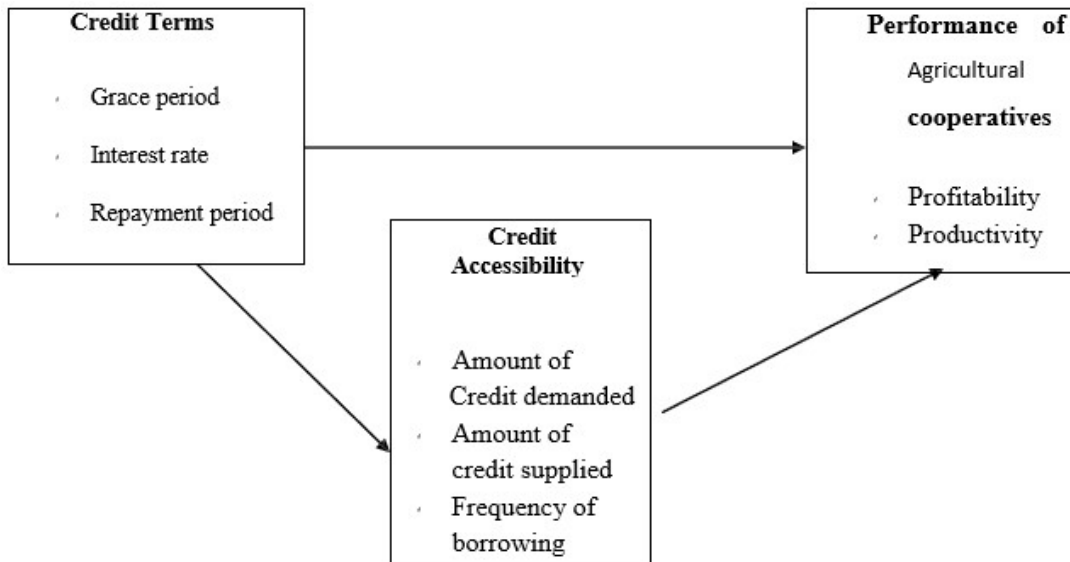 Credit Terms
Grace period
Interest rate
Repayment period
Credit
Accessibility
Amount of
Credit demanded
Amount of
credit supplied
Frequency of
borrowing
Performance of
Agricultural
cooperatives
Profitability
Productivity